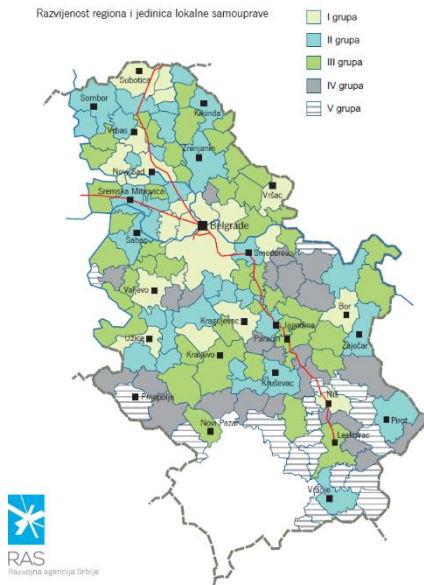 Razvijenost regiona i jedinica lokalne samouprave
I grupa
II grupa
III grupa
IV grupa
V grupa
Subotica
Sombor
Kikinda
Vrbas
Zrenjanin
Novi Sad
Vršac
Sremska Mitrovica
Belgrade
Šabac
Smederevo
Valjevo
Bor
Kragujevac
Jagodina
Zaječar
Užice
Paraćin
Kraljevo
Kruševac
Niš
Prijepolje
Pirot
Novi Pazar
Leskovac
Vranje
RAS
Razvojna agencija Srbije